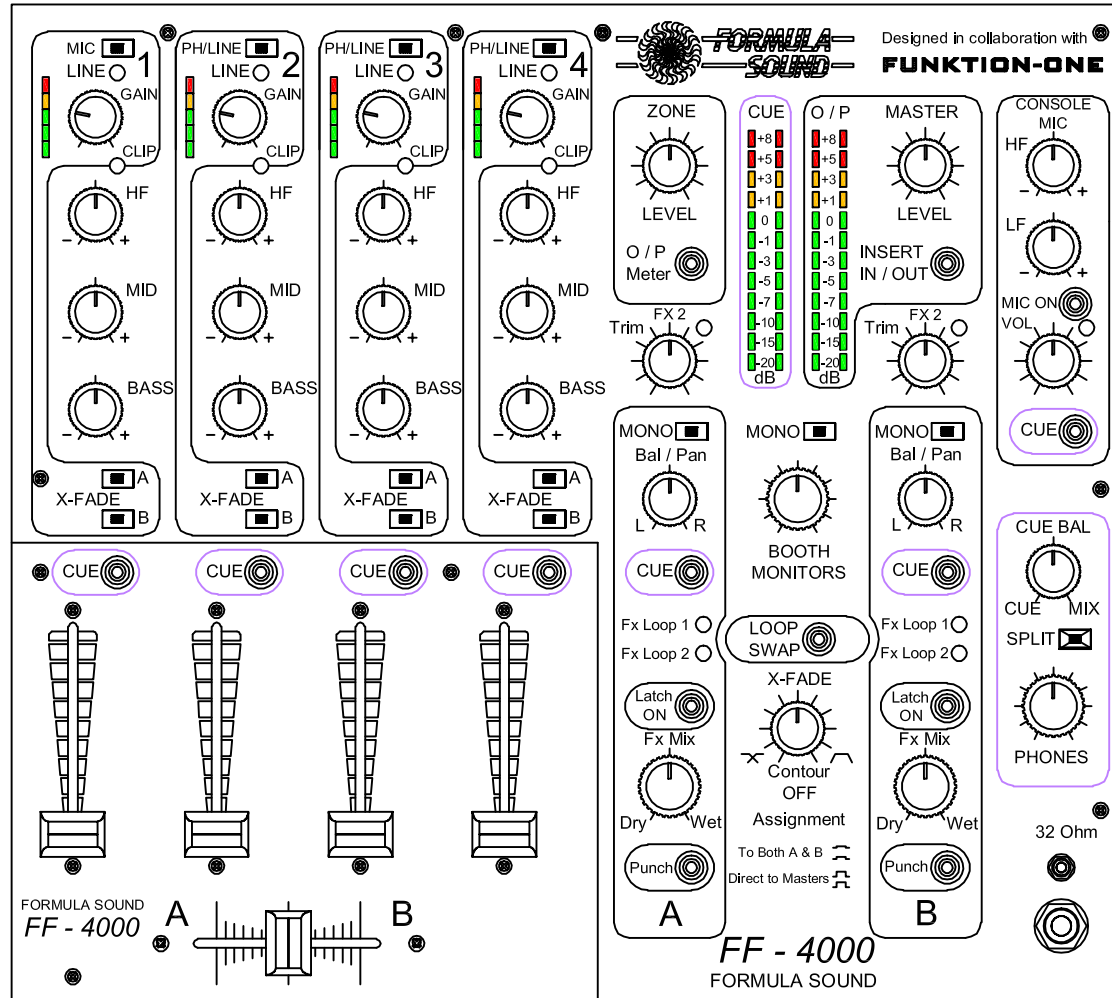 MIC
1
LINE
GAIN
CLIP
HF
- +
MID
- +
BASS
- +
A
X-FADE
B
PH/LINE
2
LINE
GAIN
CLIP
HF
- +
MID
- +
BASS
- +
A
X-FADE
B
PH/LINE
3
LINE
GAIN
CLIP
HF
- +
MID
- +
BASS
- +
A
X-FADE
B
PH/LINE
4
LINE
GAIN
CLIP
HF
- +
MID
- +
BASS
- +
A
X-FADE
B
CUE
CUE
CUE
CUE
A
B
FORMULA SOUND
FF - 4000
FORMULA
SOUND
Designed in collaboration with
FUNKTION-ONE
ZONE
LEVEL
O / P
Meter
CUE
O / P
+8
+5
+3
+1
0
-1
-3
-5
-7
-10
-15
-20
dB
+8
+5
+3
+1
0
-1
-3
-5
-7
-10
-15
-20
dB
MASTER
LEVEL
INSERT
IN / OUT
CONSOLE
MIC
HF
- +
LF
- +
MIC ON
VOL
CUE
FX 2
Trim
FX 2
Trim
MONO
Bal / Pan
L R
CUE
Fx Loop 1
Fx Loop 2
Latch
ON
Fx Mix
Dry Wet
Punch
A
MONO
BOOTH
MONITORS
LOOP
SWAP
X-FADE
Contour
OFF
Assignment
To Both A & B
Direct to Masters
MONO
Bal / Pan
L R
CUE
Fx Loop 1
Fx Loop 2
Latch
ON
Fx Mix
Dry Wet
Punch
B
CUE BAL
CUE MIX
SPLIT
PHONES
32 Ohm
FF - 4000
FORMULA SOUND